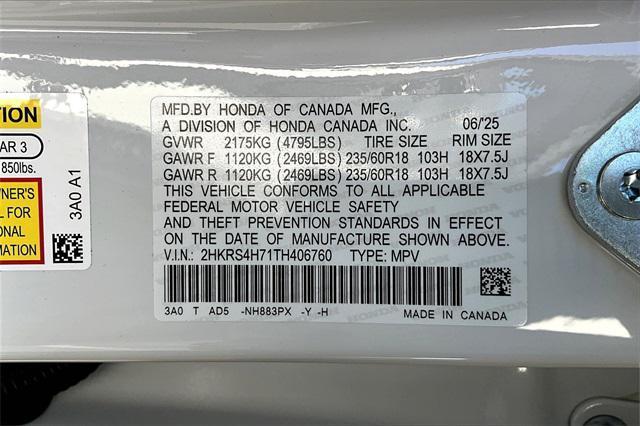 MFD.BY HONDA OF CANADA MFG.,
A DIVISION OF HONDA CANADA INC. 06/'25
GVWR 2175KG (4795LBS) TIRE SIZE RIM SIZE
GAWR F 1120KG (2469LBS) 235/60R18 103H 18X7.5J
GAWR R 1120KG (2469LBS) 235/60R18 103H 18X7.5J
THIS VEHICLE CONFORMS TO ALL APPLICABLE
FEDERAL MOTOR VEHICLE SAFETY
AND THEFT PREVENTION STANDARDS IN EFFECT
ON THE DATE OF MANUFACTURE SHOWN ABOVE.
V.I.N.: 2HKRS4H71TH406760 TYPE: MPV
3A0 T AD5 -NH883PX -Y -H MADE IN CANADA
TION
AR 3
850lbs.
NER'S
L FOR
ONAL
MATION
3A0 A1